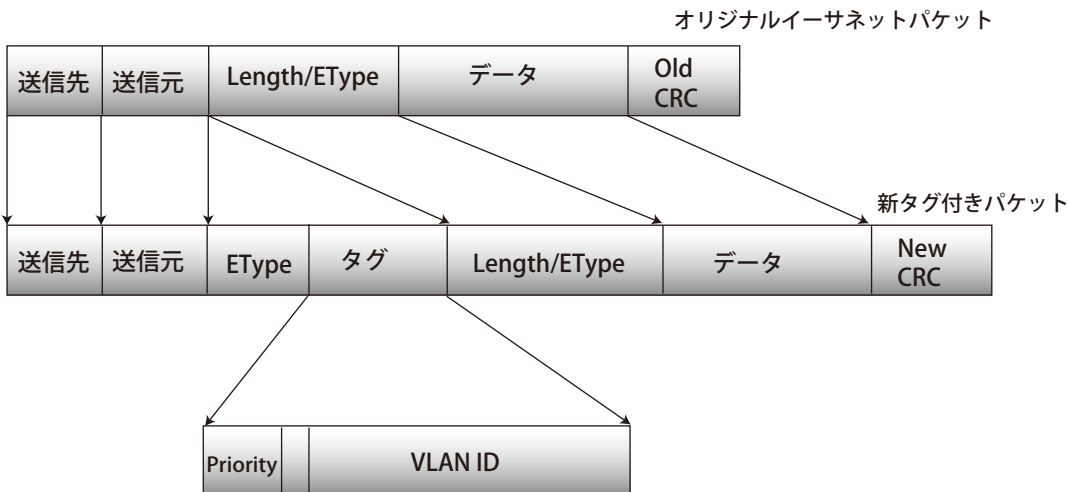 オリジナルイーサネットパケット
送信先 送信元 Length/EType データ Old
CRC
新タグ付きパケット
送信先 送信元 EType タグ Length/EType データ New
CRC
Priority VLAN ID